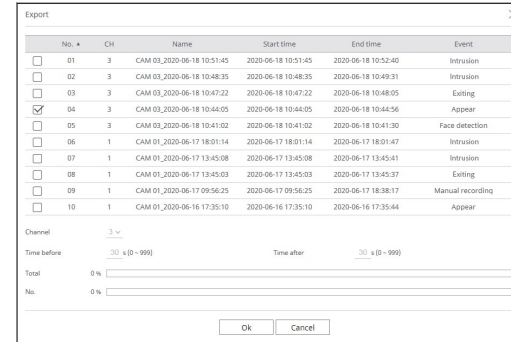 Export
No. ▲ CH Name Start time End time Event
01 3 CAM 03_2020-06-18 10:51:45 2020-06-18 10:51:45 2020-06-18 10:52:40 Intrusion
02 3 CAM 03_2020-06-18 10:48:35 2020-06-18 10:48:35 2020-06-18 10:49:31 Intrusion
03 3 CAM 03_2020-06-18 10:47:22 2020-06-18 10:47:22 2020-06-18 10:48:05 Exiting
04 3 CAM 03_2020-06-18 10:44:05 2020-06-18 10:44:05 2020-06-18 10:44:56 Appear
05 3 CAM 03_2020-06-18 10:41:02 2020-06-18 10:41:02 2020-06-18 10:41:30 Face detection
06 1 CAM 01_2020-06-17 18:01:14 2020-06-17 18:01:14 2020-06-17 18:01:47 Intrusion
07 1 CAM 01_2020-06-17 13:45:08 2020-06-17 13:45:08 2020-06-17 13:45:41 Intrusion
08 1 CAM 01_2020-06-17 13:45:03 2020-06-17 13:45:03 2020-06-17 13:45:37 Exiting
09 1 CAM 01_2020-06-17 09:56:25 2020-06-17 09:56:25 2020-06-17 18:38:17 Manual recording
10 1 CAM 01_2020-06-16 17:35:10 2020-06-16 17:35:10 2020-06-16 17:35:44 Appear
Channel 3
Time before 30 s (0 ~ 999) Time after 30 s (0 ~ 999)
Total 0 %
No. 0 %
Ok Cancel